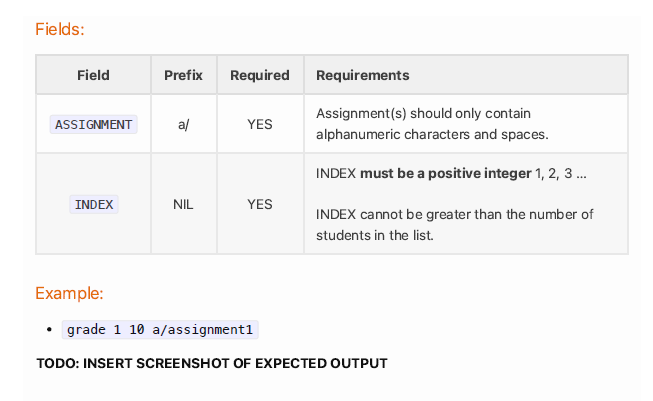 Fields:
Field Prefix Required Requirements
ASSIGNMENT a/ YES Assignment(s) should only contain
alphanumeric characters and spaces.
INDEX NIL YES INDEX must be a positive integer 1, 2, 3 ...
INDEX cannot be greater than the number of
students in the list.
Example:
• grade 1 10 a/assignment1
TODO: INSERT SCREENSHOT OF EXPECTED OUTPUT